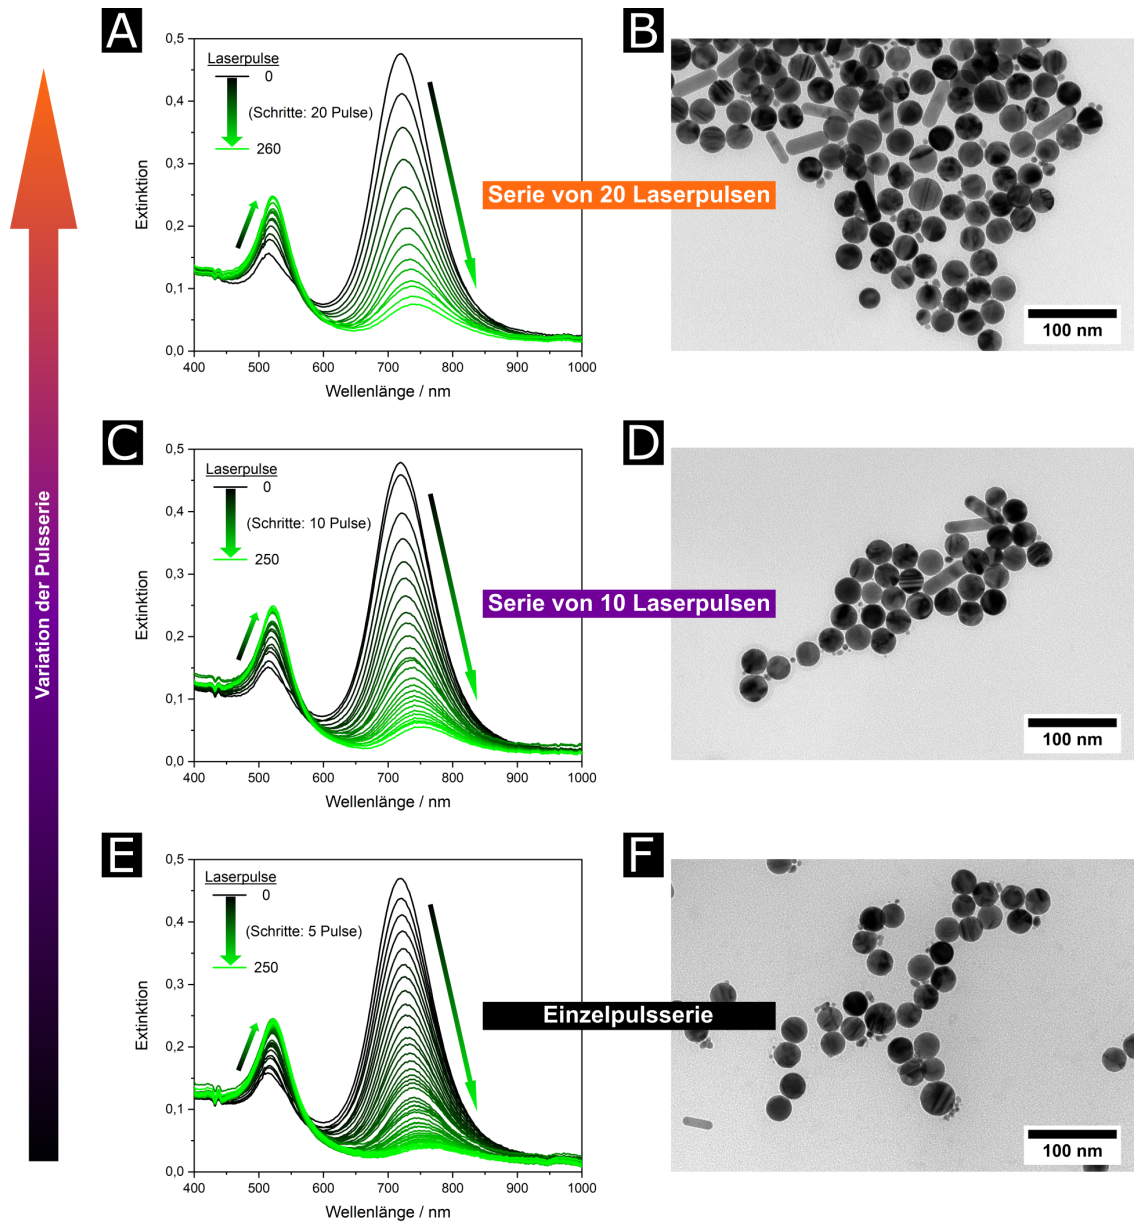 Variation der Pulsserie
A
0,5
0,4
0,3
0,2
0,1
0,0
Extinktion
Laserpulse
0
(Schritte: 20 Pulse)
260
400
500
600
700
800
900
1000
Wellenlänge / nm
B
100 nm
Serie von 20 Laserpulsen
C
0,5
0,4
0,3
0,2
0,1
0,0
Extinktion
Laserpulse
0
(Schritte: 10 Pulse)
250
400
500
600
700
800
900
1000
Wellenlänge / nm
D
100 nm
Serie von 10 Laserpulsen
E
0,5
0,4
0,3
0,2
0,1
0,0
Extinktion
Laserpulse
0
(Schritte: 5 Pulse)
250
400
500
600
700
800
900
1000
Wellenlänge / nm
F
100 nm
Einzelpulsserie